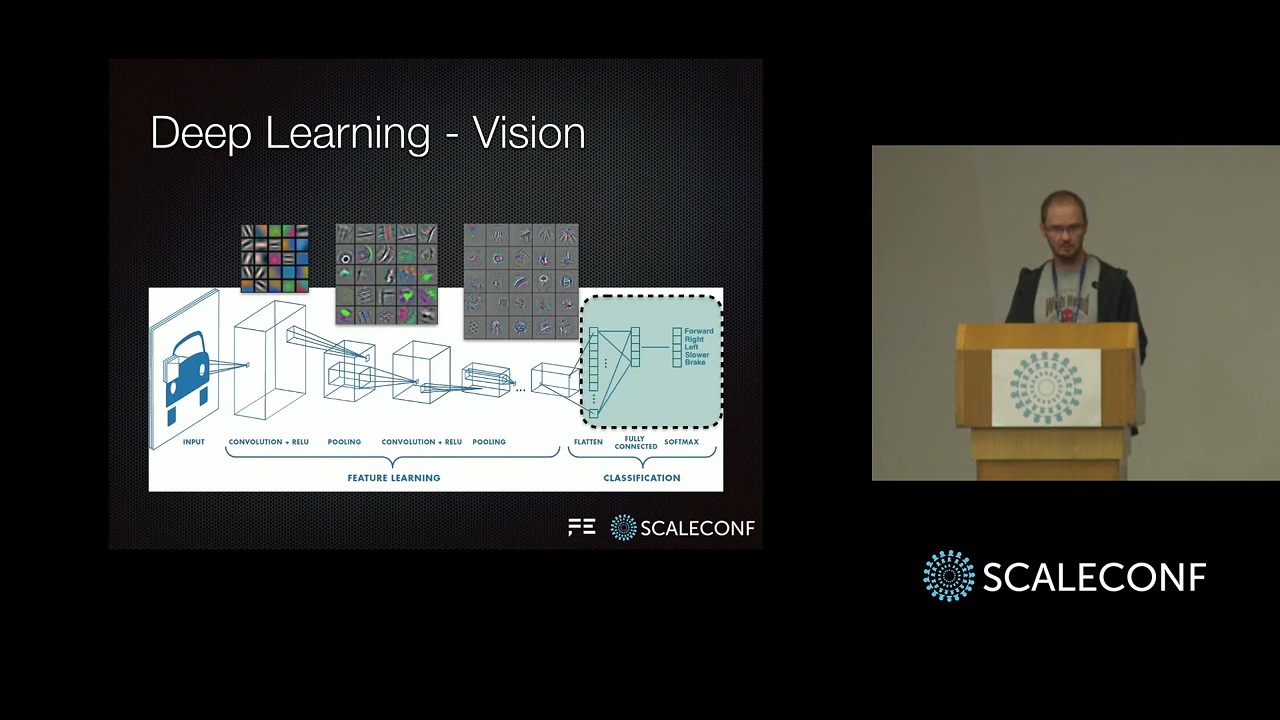 Deep Learning - Vision
Forward
Right
Left
Slower
Brake
INPUT
CONVOLUTION + RELU
POOLING
CONVOLUTION + RELU
POOLING
FLATTEN
FULLY
CONNECTED
SOFTMAX
FEATURE LEARNING
CLASSIFICATION
FE
SCALECONF
SCALECONF